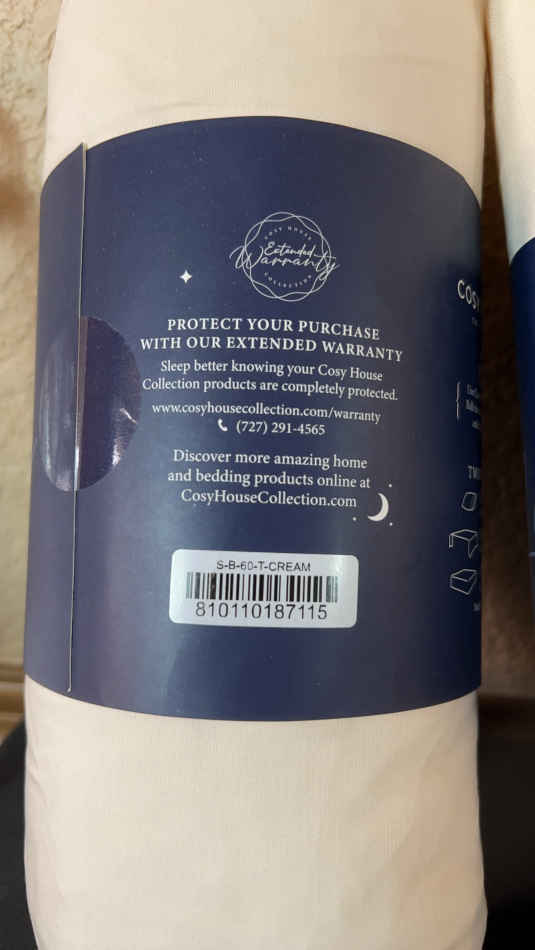 COSY HOUSE
Extended
Warranty
COLLECTION
PROTECT YOUR PURCHASE
WITH OUR EXTENDED WARRANTY
Sleep better knowing your Cosy House
Collection products are completely protected.
www.cosyhousecollection.com/warranty
(727) 291-4565
Discover more amazing home
and bedding products online at
CosyHouseCollection.com
S-B-60-T-CREAM
810110187115